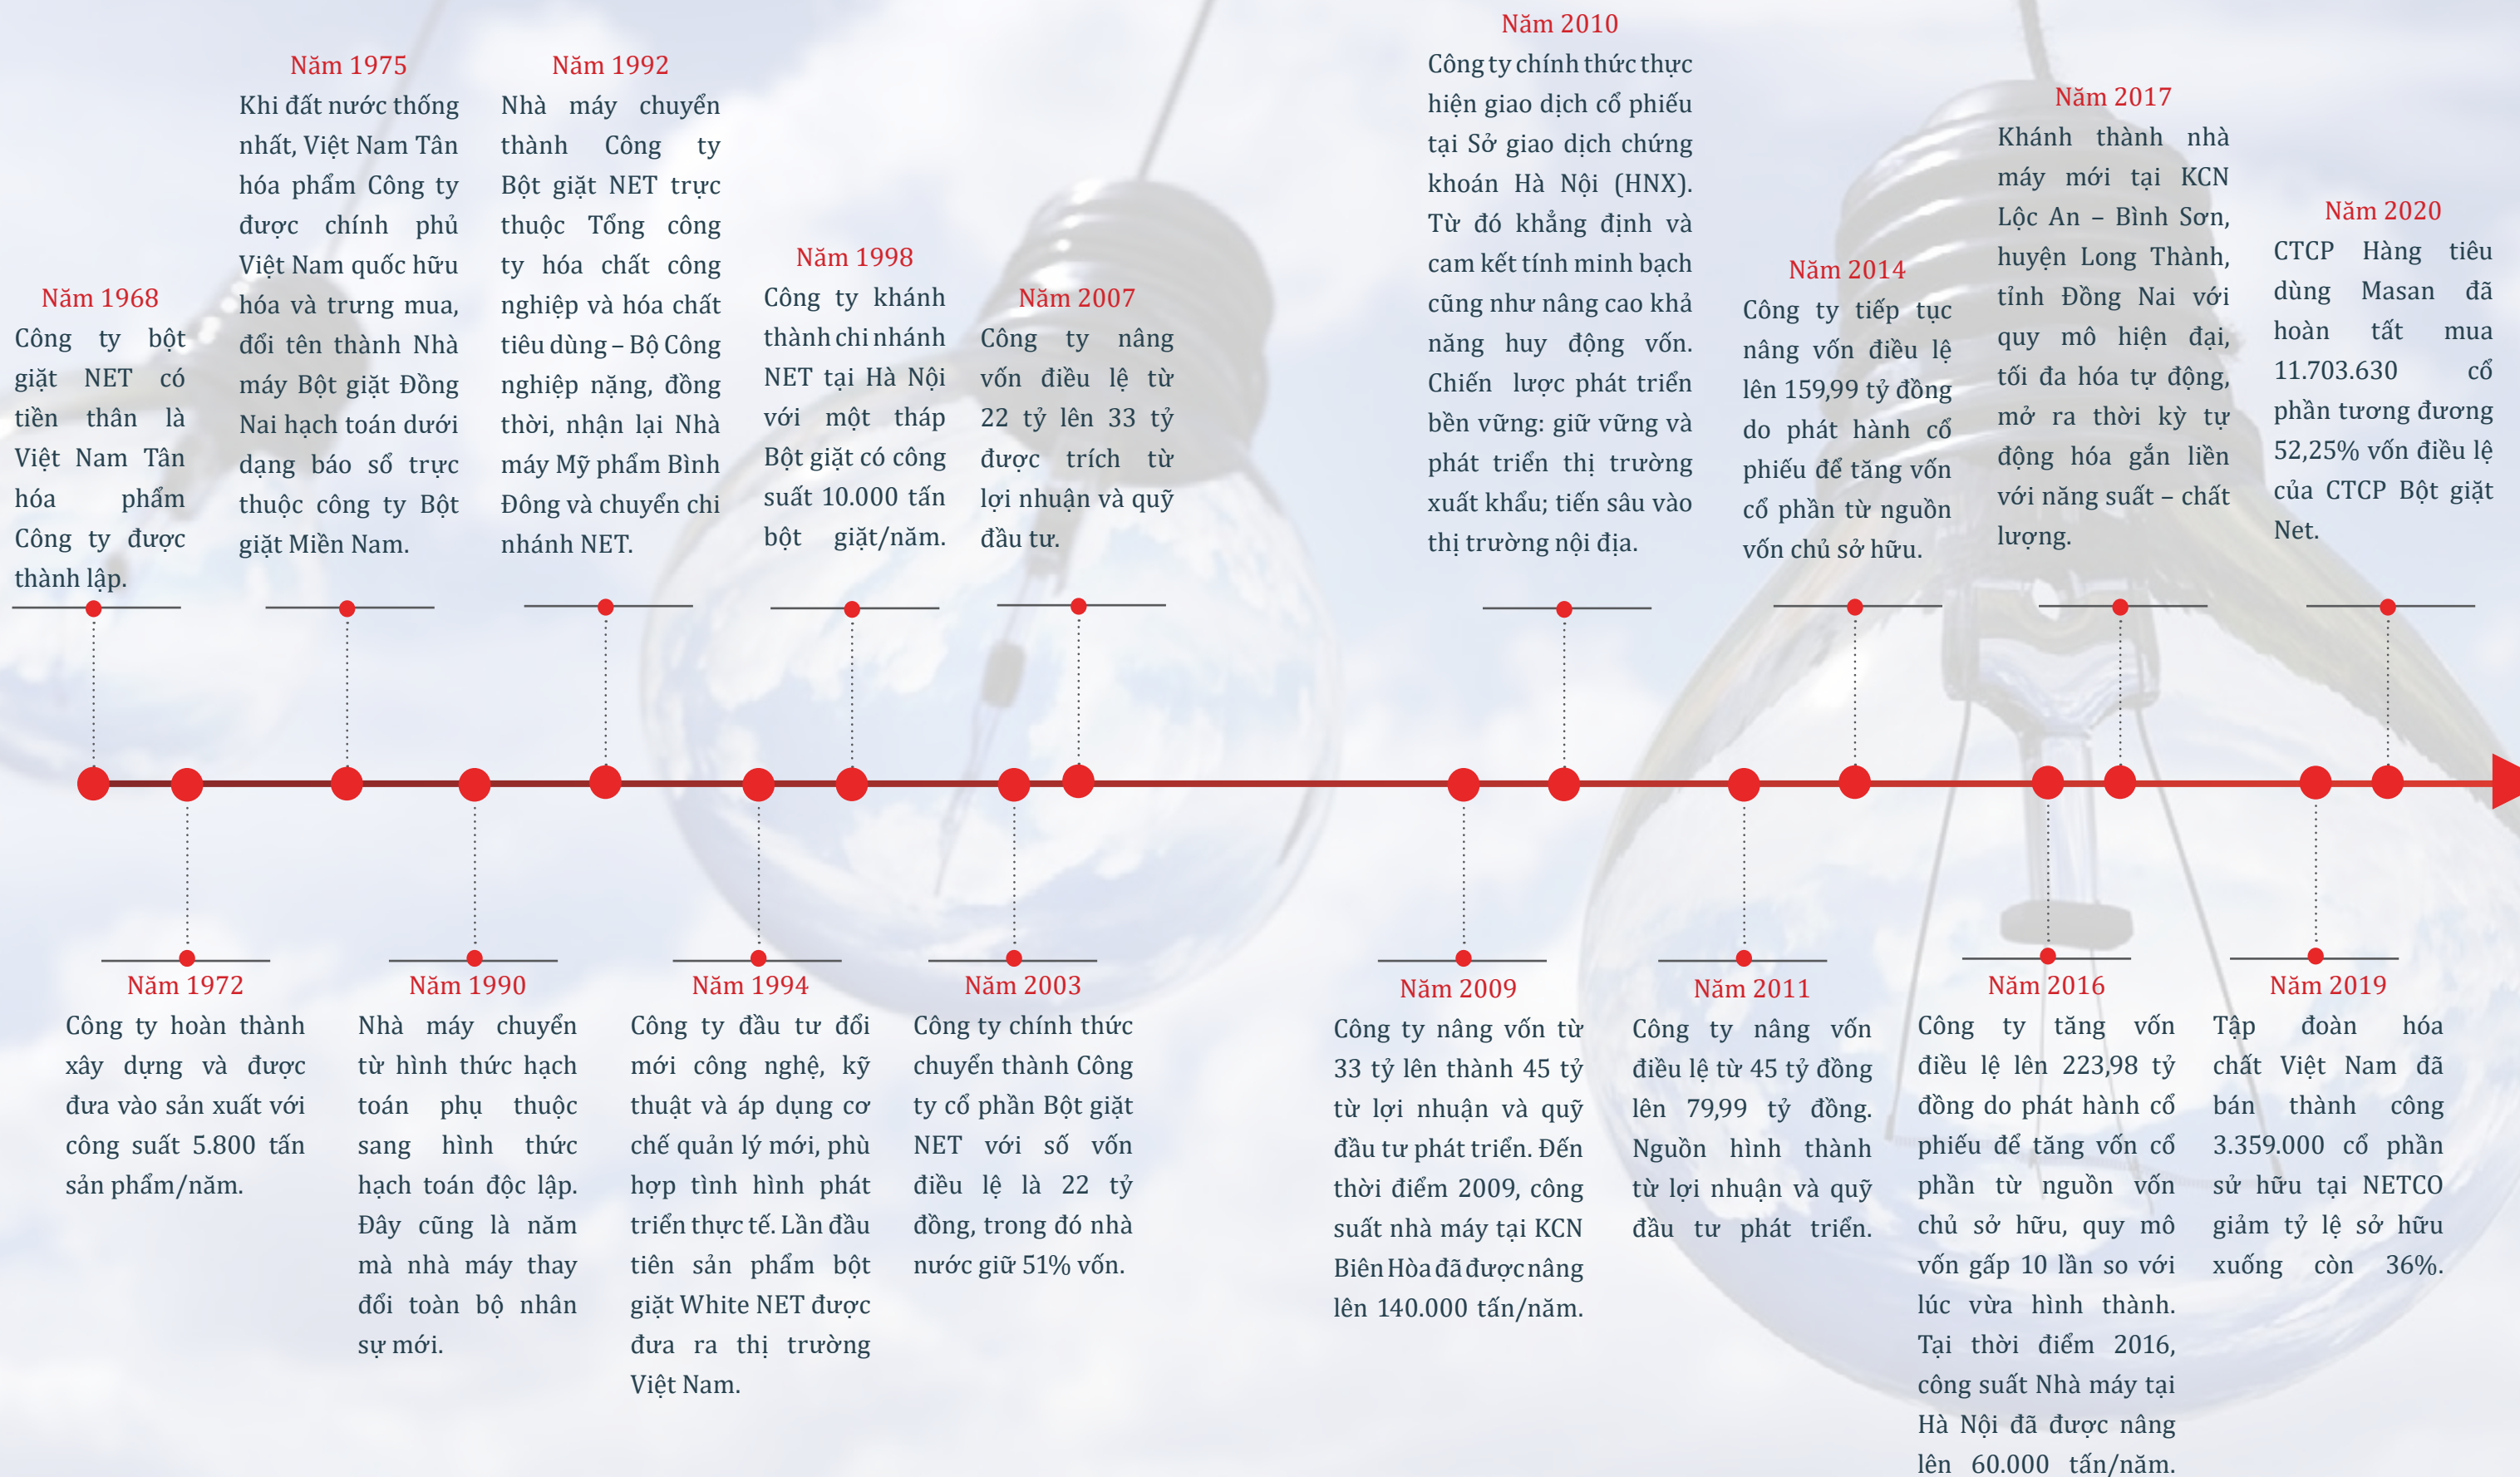 Năm 1968
Công ty bột
giặt NET có
tiền thân là
Việt Nam Tân
hóa phẩm
Công ty được
thành lập.
Năm 1972
Công ty hoàn thành
xây dựng và được
đưa vào sản xuất với
công suất 5.800 tấn
sản phẩm/năm.
Năm 1975
Khi đất nước thống
nhất, Việt Nam Tân
hóa phẩm Công ty
được chính phủ
Việt Nam quốc hữu
hóa và trưng mua,
đổi tên thành Nhà
máy Bột giặt Đồng
Nai hạch toán dưới
dạng báo sổ trực
thuộc công ty Bột
giặt Miền Nam.
Năm 1990
Nhà máy chuyển
từ hình thức hạch
toán phụ thuộc
sang hình thức
hạch toán độc lập.
Đây cũng là năm
mà nhà máy thay
đổi toàn bộ nhân
sự mới.
Năm 1992
Nhà máy chuyển
thành Công ty
Bột giặt NET trực
thuộc Tổng công
ty hóa chất công
nghiệp và hóa chất
tiêu dùng – Bộ Công
nghiệp nặng, đồng
thời, nhận lại Nhà
máy Mỹ phẩm Bình
Đông và chuyển chi
nhánh NET.
Năm 1994
Công ty đầu tư đổi
mới công nghệ, kỹ
thuật và áp dụng cơ
chế quản lý mới, phù
hợp tình hình phát
triển thực tế. Lần đầu
tiên sản phẩm bột
giặt White NET được
đưa ra thị trường
Việt Nam.
Năm 1998
Công ty khánh
thành chi nhánh
NET tại Hà Nội
với một tháp
Bột giặt có công
suất 10.000 tấn
bột giặt/năm.
Năm 2003
Công ty chính thức
chuyển thành Công
ty cổ phần Bột giặt
NET với số vốn
điều lệ là 22 tỷ
đồng, trong đó nhà
nước giữ 51% vốn.
Năm 2007
Công ty nâng
vốn điều lệ từ
22 tỷ lên 33 tỷ
được trích từ
lợi nhuận và quỹ
đầu tư.
Năm 2009
Công ty nâng vốn từ
33 tỷ lên thành 45 tỷ
từ lợi nhuận và quỹ
đầu tư phát triển. Đến
thời điểm 2009, công
suất nhà máy tại KCN
Biên Hòa đã được nâng
lên 140.000 tấn/năm.
Năm 2010
Công ty chính thức thực
hiện giao dịch cổ phiếu
tại Sở giao dịch chứng
khoán Hà Nội (HNX).
Từ đó khẳng định và
cam kết tính minh bạch
cũng như nâng cao khả
năng huy động vốn.
Chiến lược phát triển
bền vững: giữ vững và
phát triển thị trường
xuất khẩu; tiến sâu vào
thị trường nội địa.
Năm 2011
Công ty nâng vốn
điều lệ từ 45 tỷ đồng
lên 79,99 tỷ đồng.
Nguồn hình thành
từ lợi nhuận và quỹ
đầu tư phát triển.
Năm 2014
Công ty tiếp tục
nâng vốn điều lệ
lên 159,99 tỷ đồng
do phát hành cổ
phiếu để tăng vốn
cổ phần từ nguồn
vốn chủ sở hữu.
Năm 2016
Công ty tăng vốn
điều lệ lên 223,98 tỷ
đồng do phát hành cổ
phiếu để tăng vốn cổ
phần từ nguồn vốn
chủ sở hữu, quy mô
vốn gấp 10 lần so với
lúc vừa hình thành.
Tại thời điểm 2016,
công suất Nhà máy tại
Hà Nội đã được nâng
lên 60.000 tấn/năm.
Năm 2017
Khánh thành nhà
máy mới tại KCN
Lộc An – Bình Sơn,
huyện Long Thành,
tỉnh Đồng Nai với
quy mô hiện đại,
tối đa hóa tự động,
mở ra thời kỳ tự
động hóa gắn liền
với năng suất – chất
lượng.
Năm 2019
Tập đoàn hóa
chất Việt Nam đã
bán thành công
3.359.000 cổ phần
sử hữu tại NETCO
giảm tỷ lệ sở hữu
xuống còn 36%.
Năm 2020
CTCP Hàng tiêu
dùng Masan đã
hoàn tất mua
11.703.630 cổ
phần tương đương
52,25% vốn điều lệ
của CTCP Bột giặt
Net.